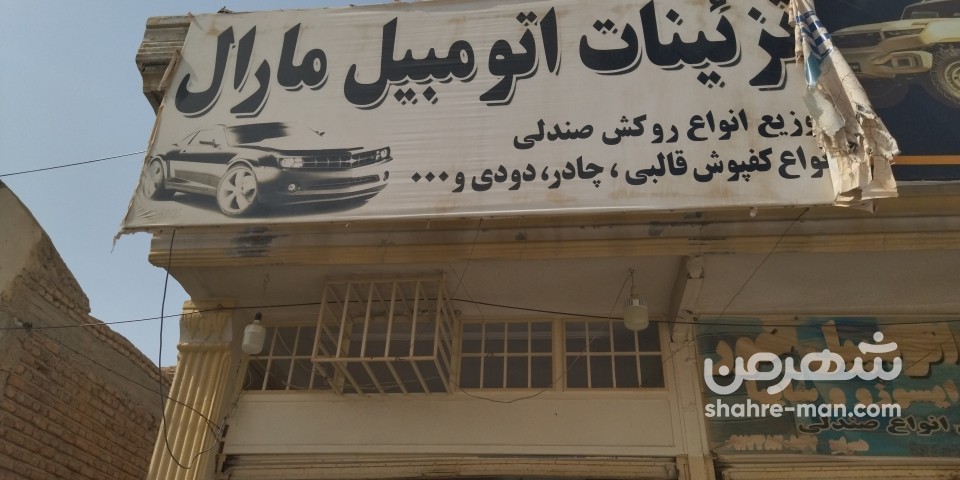 تزئینات اتومبیل مارال
توزیع انواع روکش صندلی
انواع کفپوش قالبی ، چادر، دودی و...
شهرمن
shahre-man.com
انواع صندلی